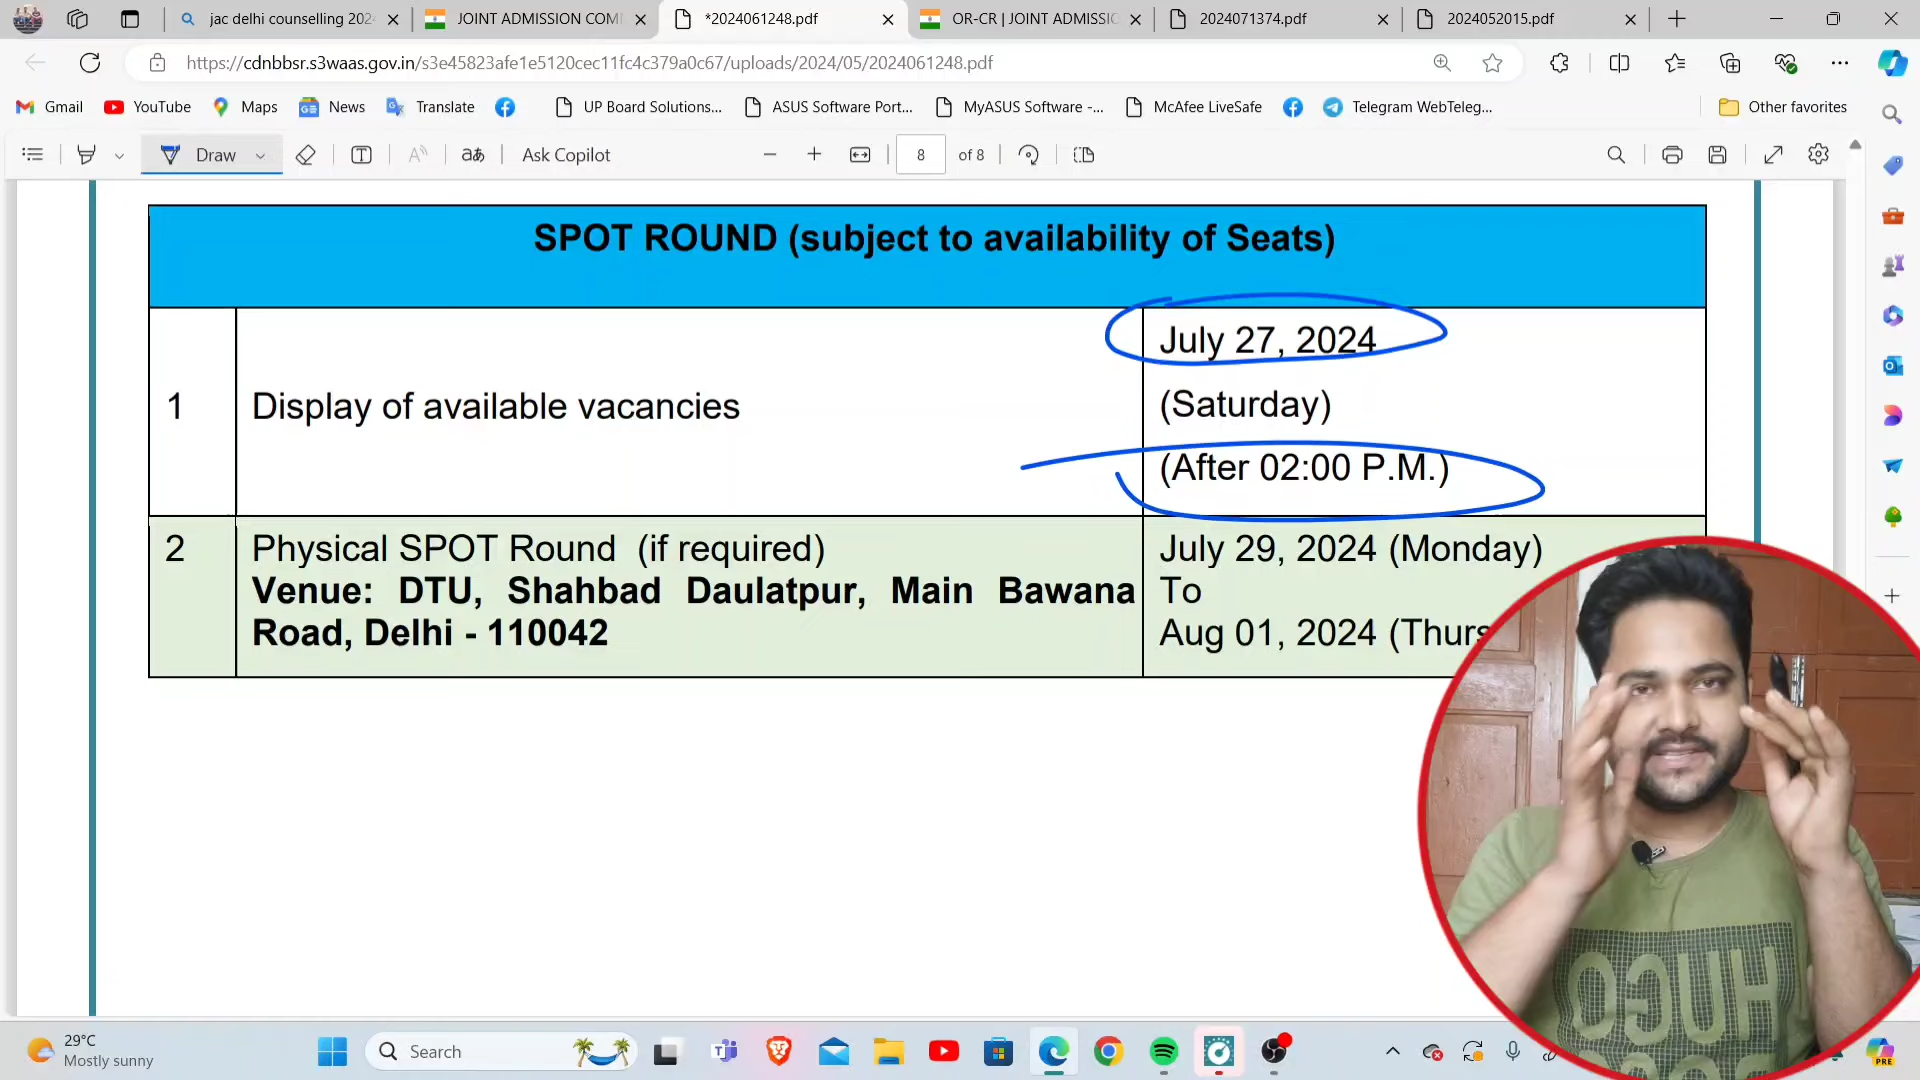 jac delhi counselling 202
JOINT ADMISSION COM
*2024061248.pdf
OR-CR | JOINT ADMISSIO
2024071374.pdf
2024052015.pdf
https://cdnbbsr.s3waas.gov.in/s3e45823afe1e5120cec11fc4c379a0c67/uploads/2024/05/2024061248.pdf
Gmail
YouTube
Maps
News
Translate
UP Board Solutions...
ASUS Software Port...
MyASUS Software -...
McAfee LiveSafe
Telegram WebTeleg...
Other favorites
Draw
Ask Copilot
8
of 8
SPOT ROUND (subject to availability of Seats)
1
Display of available vacancies
July 27, 2024
(Saturday)
(After 02:00 P.M.)
2
Physical SPOT Round (if required)
Venue: DTU, Shahbad Daulatpur, Main Bawana
Road, Delhi - 110042
July 29, 2024 (Monday)
To
Aug 01, 2024 (Thurs
HUGO
29°C
Mostly sunny
Search
PRE